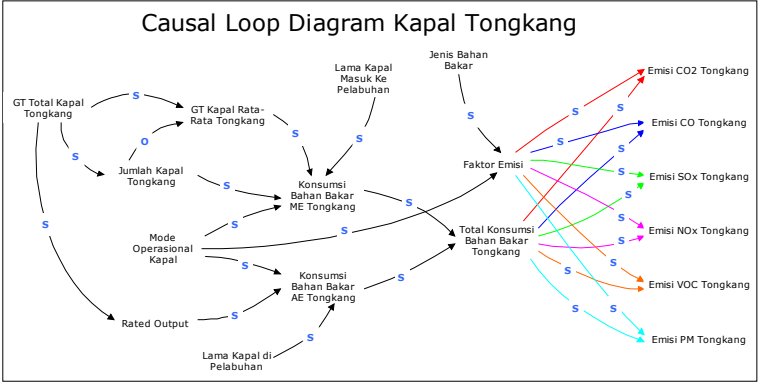 Causal Loop Diagram Kapal Tongkang
Jenis Bahan
Bakar
Lama Kapal
Masuk Ke
Pelabuhan
Emisi CO2 Tongkang
GT Total Kapal
Tongkang
S
GT Kapal Rata-
Rata Tongkang
S
S
S
S
S
Emisi CO Tongkang
S
O
S
S
S
Faktor Emisi
Jumlah Kapal
Tongkang
S
Konsumsi
Bahan Bakar
ME Tongkang
S
S
Emisi SOx Tongkang
S
S
S
S
S
Mode
Operasional
Kapal
Total Konsumsi
Bahan Bakar
Tongkang
Emisi NOx Tongkang
S
S
Konsumsi
Bahan Bakar
AE Tongkang
S
S
S
Emisi VOC Tongkang
Rated Output
S
S
S
Emisi PM Tongkang
Lama Kapal di
Pelabuhan
S